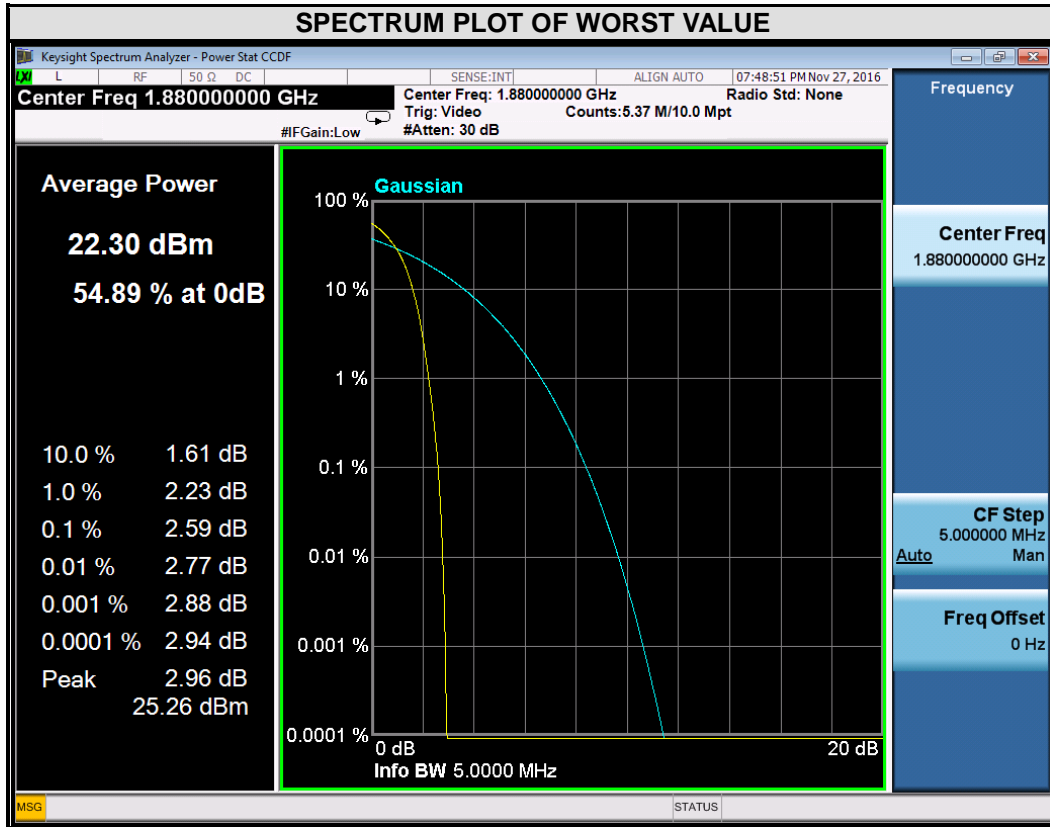 SPECTRUM PLOT OF WORST VALUE
Keysight Spectrum Analyzer - Power Stat CCDF
LXI L RF 50 Ω DC SENSE:INT ALIGN AUTO 07:48:51 PM Nov 27, 2016
Center Freq 1.880000000 GHz
Center Freq: 1.880000000 GHz Radio Std: None
Trig: Video Counts:5.37 M/10.0 Mpt
#IFGain:Low #Atten: 30 dB
Frequency
Average Power
22.30 dBm
54.89 % at 0dB
10.0 % 1.61 dB
1.0 % 2.23 dB
0.1 % 2.59 dB
0.01 % 2.77 dB
0.001 % 2.88 dB
0.0001 % 2.94 dB
Peak 2.96 dB
25.26 dBm
Gaussian
100 %
10 %
1 %
0.1 %
0.01 %
0.001 %
0.0001 %
0 dB 20 dB
Info BW 5.0000 MHz
Center Freq
1.880000000 GHz
CF Step
5.000000 MHz
Auto Man
Freq Offset
0 Hz
MSG STATUS